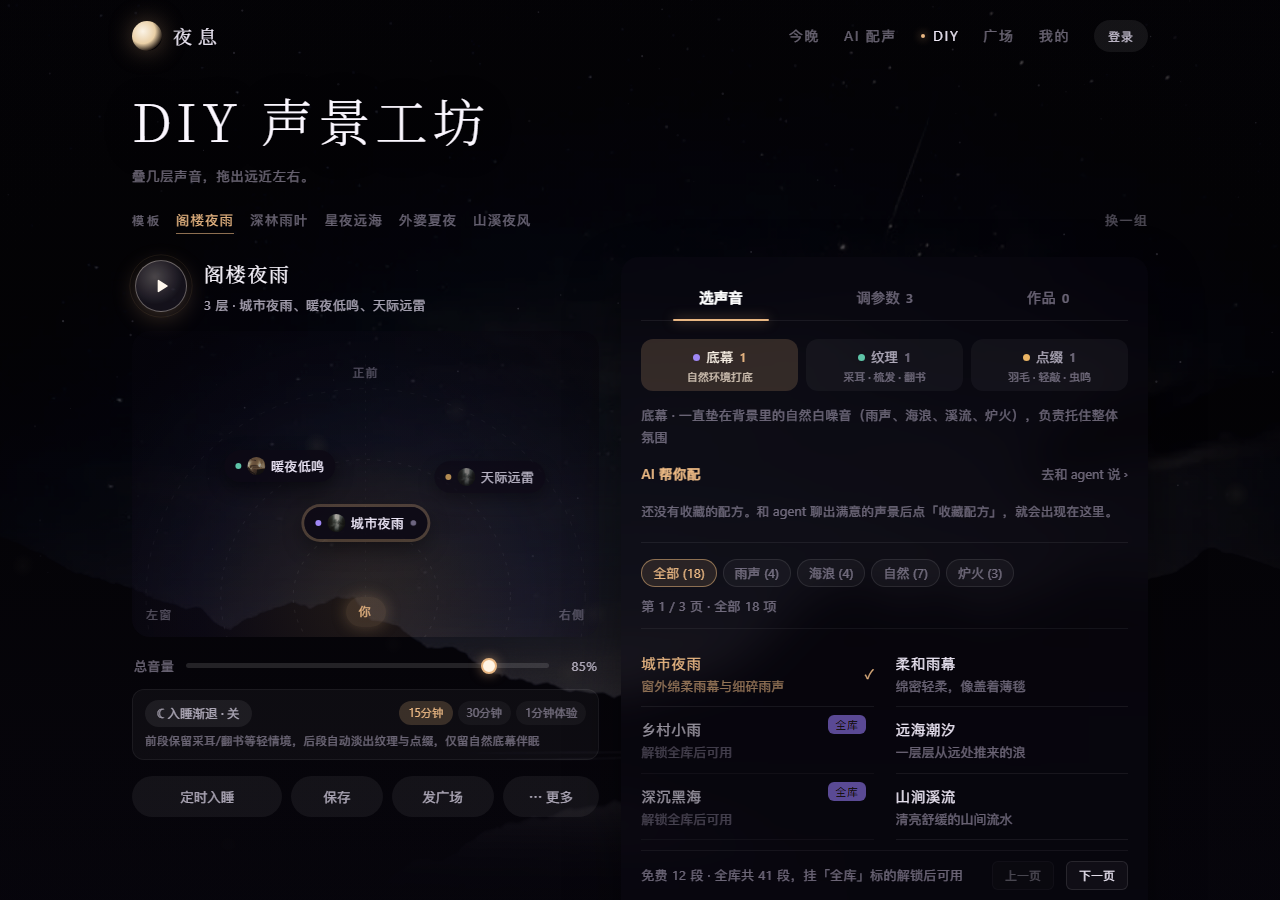 夜息
今晚
AI 配声
DIY
广场
我的
登录
DIY 声景工坊
叠几层声音，拖出远近左右。
模板
阁楼夜雨
深林雨叶
星夜远海
外婆夏夜
山溪夜风
换一组
阁楼夜雨
3 层 · 城市夜雨、暖夜低鸣、天际远雷
正前
暖夜低鸣
天际远雷
城市夜雨
你
左窗
右侧
总音量
85%
☾ 入睡渐退 · 关
15分钟
30分钟
1分钟体验
前段保留采耳/翻书等轻情境，后段自动淡出纹理与点缀，仅留自然底幕伴眠
定时入睡
保存
发广场
··· 更多
选声音
调参数 3
作品 0
底幕 1
自然环境打底
纹理 1
采耳 · 梳发 · 翻书
点缀 1
羽毛 · 轻敲 · 虫鸣
底幕 · 一直垫在背景里的自然白噪音（雨声、海浪、溪流、炉火），负责托住整体
氛围
AI 帮你配
去和 agent 说 ›
还没有收藏的配方。和 agent 聊出满意的声景后点「收藏配方」，就会出现在这里。
全部 (18)
雨声 (4)
海浪 (4)
自然 (7)
炉火 (3)
第 1 / 3 页 · 全部 18 项
城市夜雨
窗外绵柔雨幕与细碎雨声
✓
柔和雨幕
绵密轻柔，像盖着薄毯
乡村小雨
解锁全库后可用
全库
远海潮汐
一层层从远处推来的浪
深沉黑海
解锁全库后可用
全库
山涧溪流
清亮舒缓的山间流水
免费 12 段 · 全库共 41 段，挂「全库」标的解锁后可用
上一页
下一页